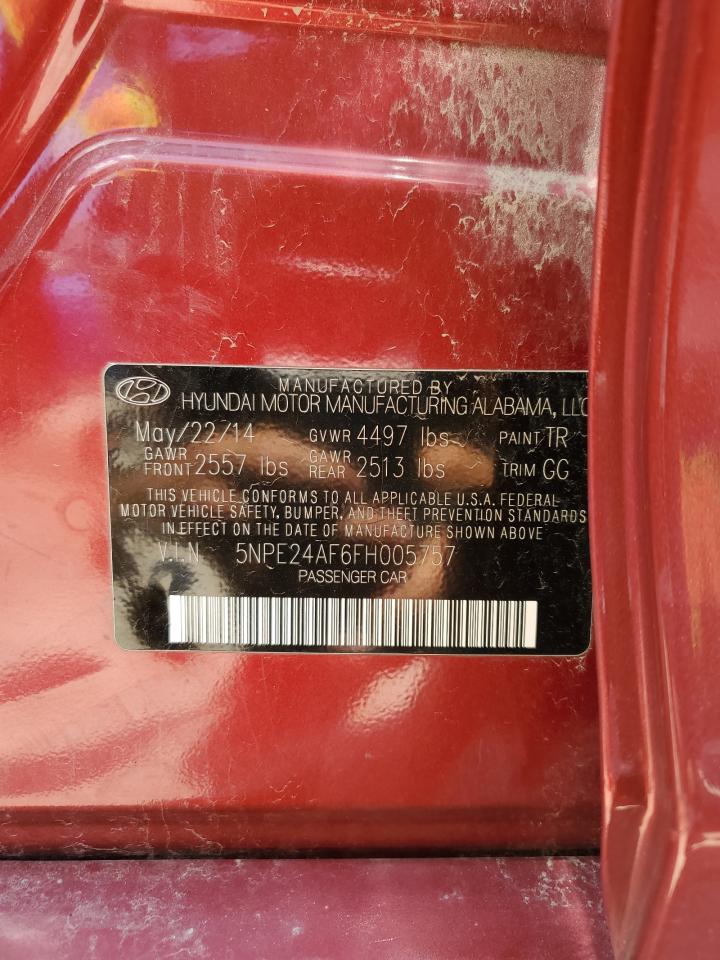 MANUFACTURED BY
HYUNDAI MOTOR MANUFACTURING ALABAMA, LLC
May/22/14 GVWR 4497 lbs PAINT TR
GAWR FRONT 2557 lbs GAWR REAR 2513 lbs TRIM GG
THIS VEHICLE CONFORMS TO ALL APPLICABLE U.S.A. FEDERAL
MOTOR VEHICLE SAFETY, BUMPER, AND THEFT PREVENTION STANDARDS
IN EFFECT ON THE DATE OF MANUFACTURE SHOWN ABOVE
V.I.N 5NPE24AF6FH005757
PASSENGER CAR